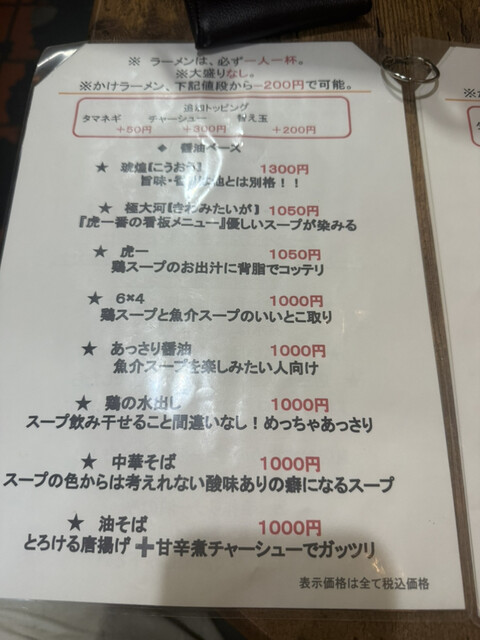 ※ ラーメンは、必ず一人一杯。
※大盛りなし。
※かけラーメン、下記値段から−200円で可能。
追加トッピング
タマネギ チャーシュー 替え玉
+50円 +300円 +200円
◆ 醤油ベース
★ 琥煌【こうおう】 1300円
旨味・香りは他とは別格！！
★ 極大河【きわみたいが】 1050円
『虎一番の看板メニュー』優しいスープが染みる
★ 虎一 1050円
鶏スープのお出汁に背脂でコッテリ
★ 6×4 1000円
鶏スープと魚介スープのいいとこ取り
★ あっさり醤油 1000円
魚介スープを楽しみたい人向け
★ 鶏の水出し 1000円
スープ飲み干せること間違いなし！めっちゃあっさり
★ 中華そば 1000円
スープの色からは考えれない酸味ありの癖になるスープ
★ 油そば 1000円
とろける唐揚げ➕甘辛煮チャーシューでガッツリ
表示価格は全て税込価格